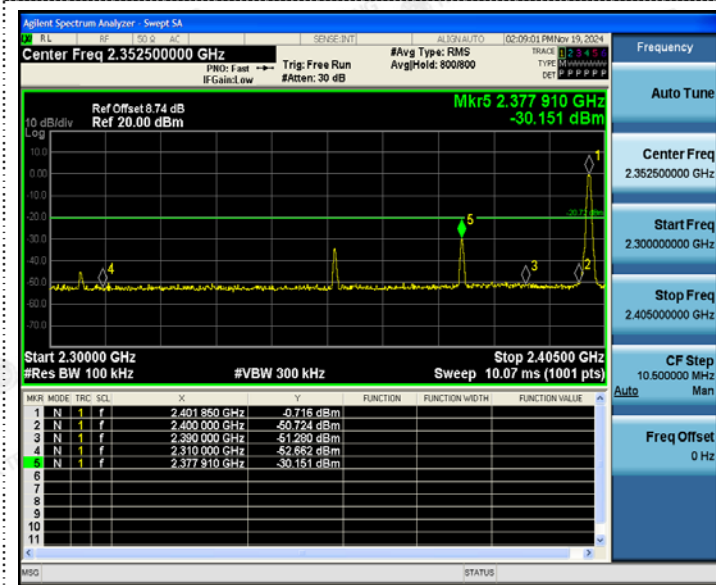 Agilent Spectrum Analyzer - Swept SA
RL RF 50 Ω AC SENSE:INT ALIGNAUTO 02:09:01 PM Nov 19, 2024
Center Freq 2.352500000 GHz #Avg Type: RMS TRACE 1 2 3 4 5 6
PNO: Fast Trig: Free Run Avg|Hold: 800/800 TYPE M
IFGain:Low #Atten: 30 dB DET P P P P P P
Mkr5 2.377 910 GHz
-30.151 dBm
Ref Offset 8.74 dB
10 dB/div Ref 20.00 dBm
Log
10.0
0.00
-10.0
-20.0
-30.0
-40.0
-50.0
-60.0
-70.0
-20.72 dBm
1
5
3
2
4
Start 2.30000 GHz Stop 2.40500 GHz
#Res BW 100 kHz #VBW 300 kHz Sweep 10.07 ms (1001 pts)
MKR MODE TRC SCL X Y FUNCTION FUNCTION WIDTH FUNCTION VALUE
1 N 1 f 2.401 850 GHz -0.716 dBm
2 N 1 f 2.400 000 GHz -50.724 dBm
3 N 1 f 2.390 000 GHz -51.280 dBm
4 N 1 f 2.310 000 GHz -52.662 dBm
5 N 1 f 2.377 910 GHz -30.151 dBm
6
7
8
9
10
11
MSG STATUS
Frequency
Auto Tune
Center Freq
2.352500000 GHz
Start Freq
2.300000000 GHz
Stop Freq
2.405000000 GHz
CF Step
10.500000 MHz
Auto Man
Freq Offset
0 Hz